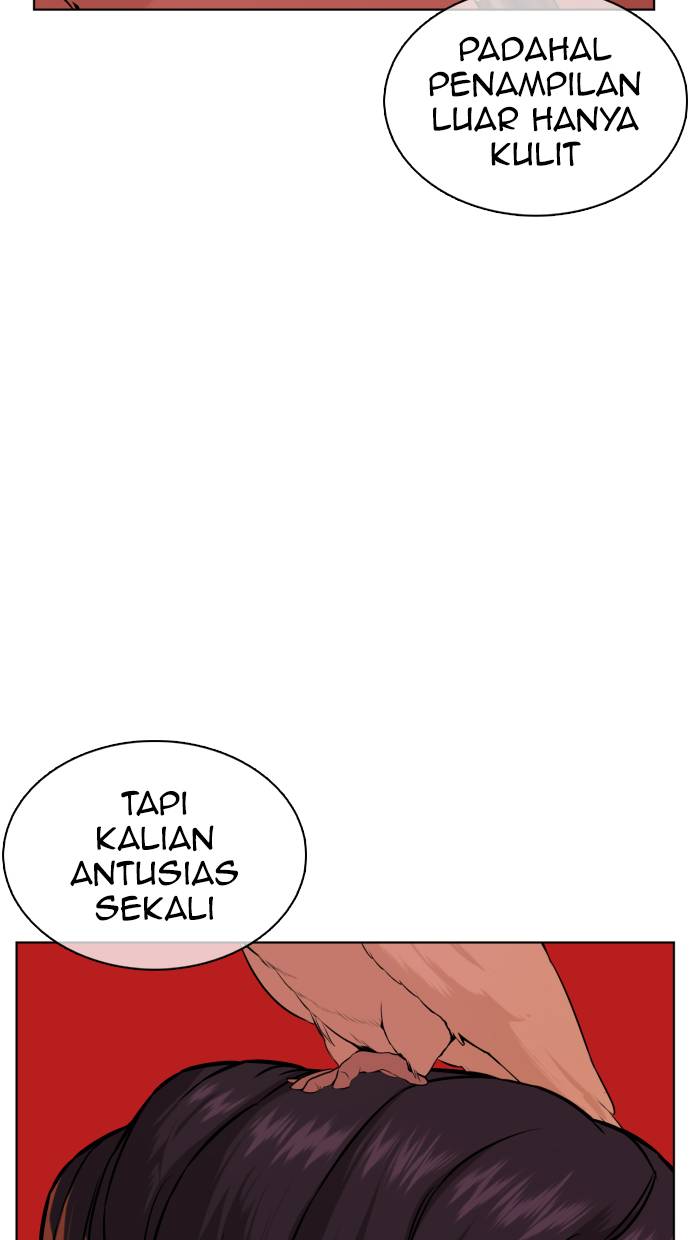 PADAHAL
PENAMPILAN
LUAR HANYA
KULIT
TAPI
KALIAN
ANTUSIAS
SEKALI